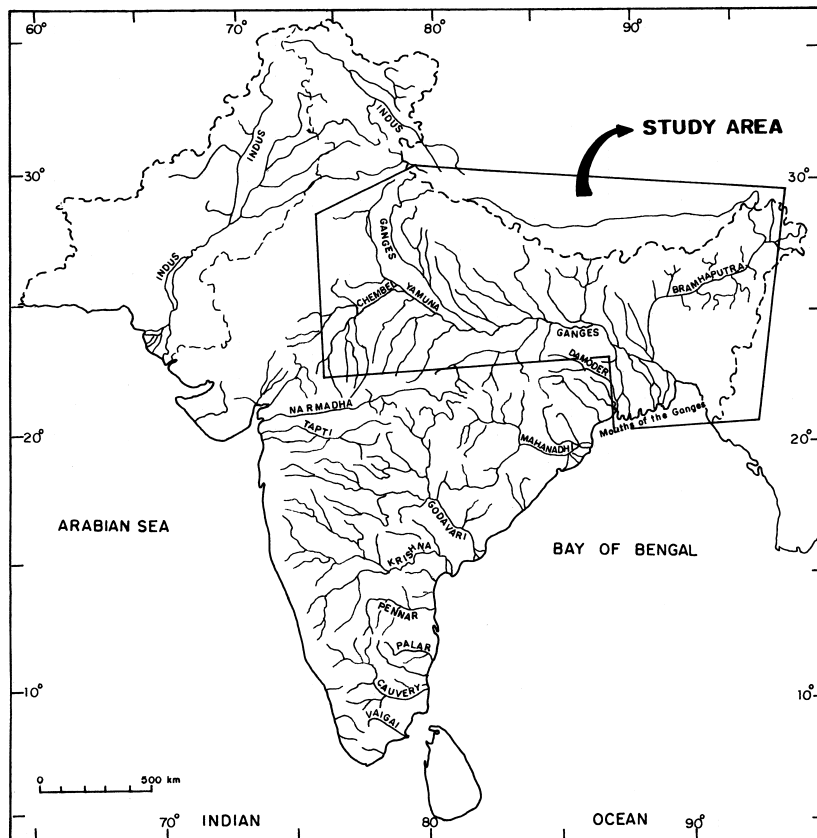 60°
70°
80°
90°
STUDY AREA
INDUS
INDUS
30°
30°
GANGES
INDUS
BRAMHAPUTRA
CHEMBEL
YAMUNA
GANGES
DAMODER
NARMADHA
Mouths of the Ganges
TAPTI
20°
20°
MAHANADH
GODAVARI
ARABIAN SEA
BAY OF BENGAL
KRISHNA
PENNAR
PALAR
10°
CAUVERY
10°
VAIGAI
0 500 km
70°
INDIAN
80°
OCEAN
90°